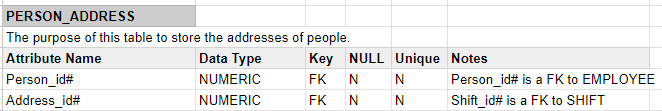 PERSON_ADDRESS
The purpose of this table to store the addresses of people.
Attribute Name Data Type Key NULL Unique Notes
Person_id# NUMERIC FK N N Person_id# is a FK to EMPLOYEE
Address_id# NUMERIC FK N N Shift_id# is a FK to SHIFT